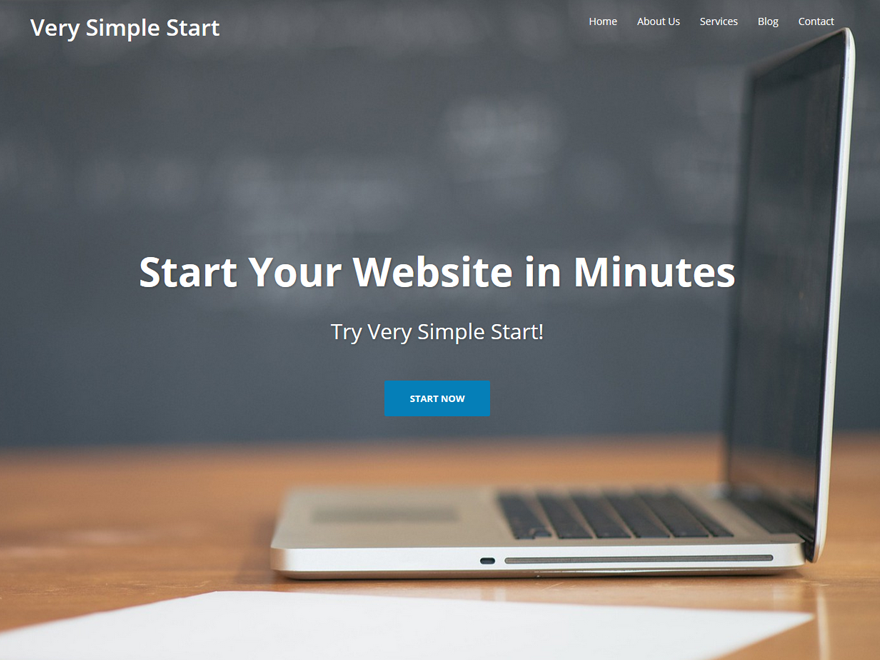 Very Simple Start
Home
About Us
Services
Blog
Contact
Start Your Website in Minutes
Try Very Simple Start!
START NOW